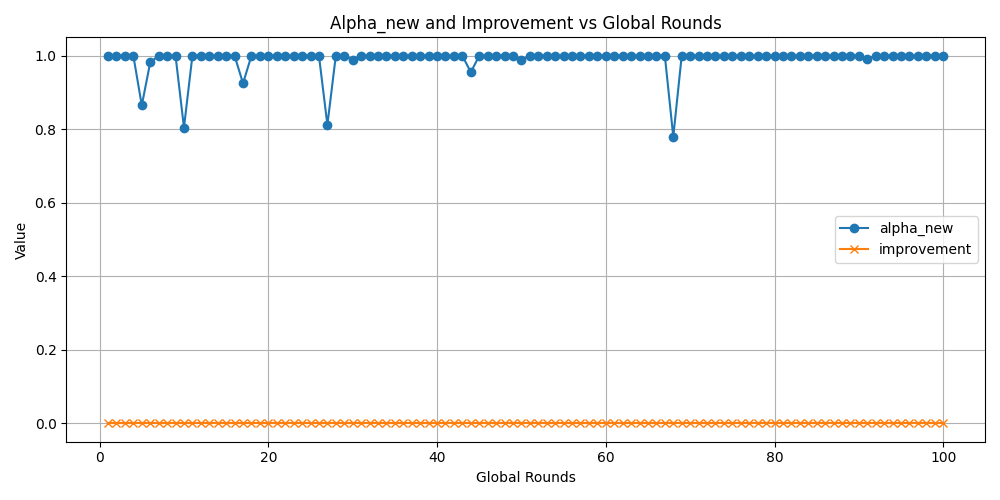 Alpha_new and Improvement vs Global Rounds
1.0
0.8
0.6
0.4
0.2
0.0
Value
alpha_new
improvement
0 20 40 60 80 100
Global Rounds